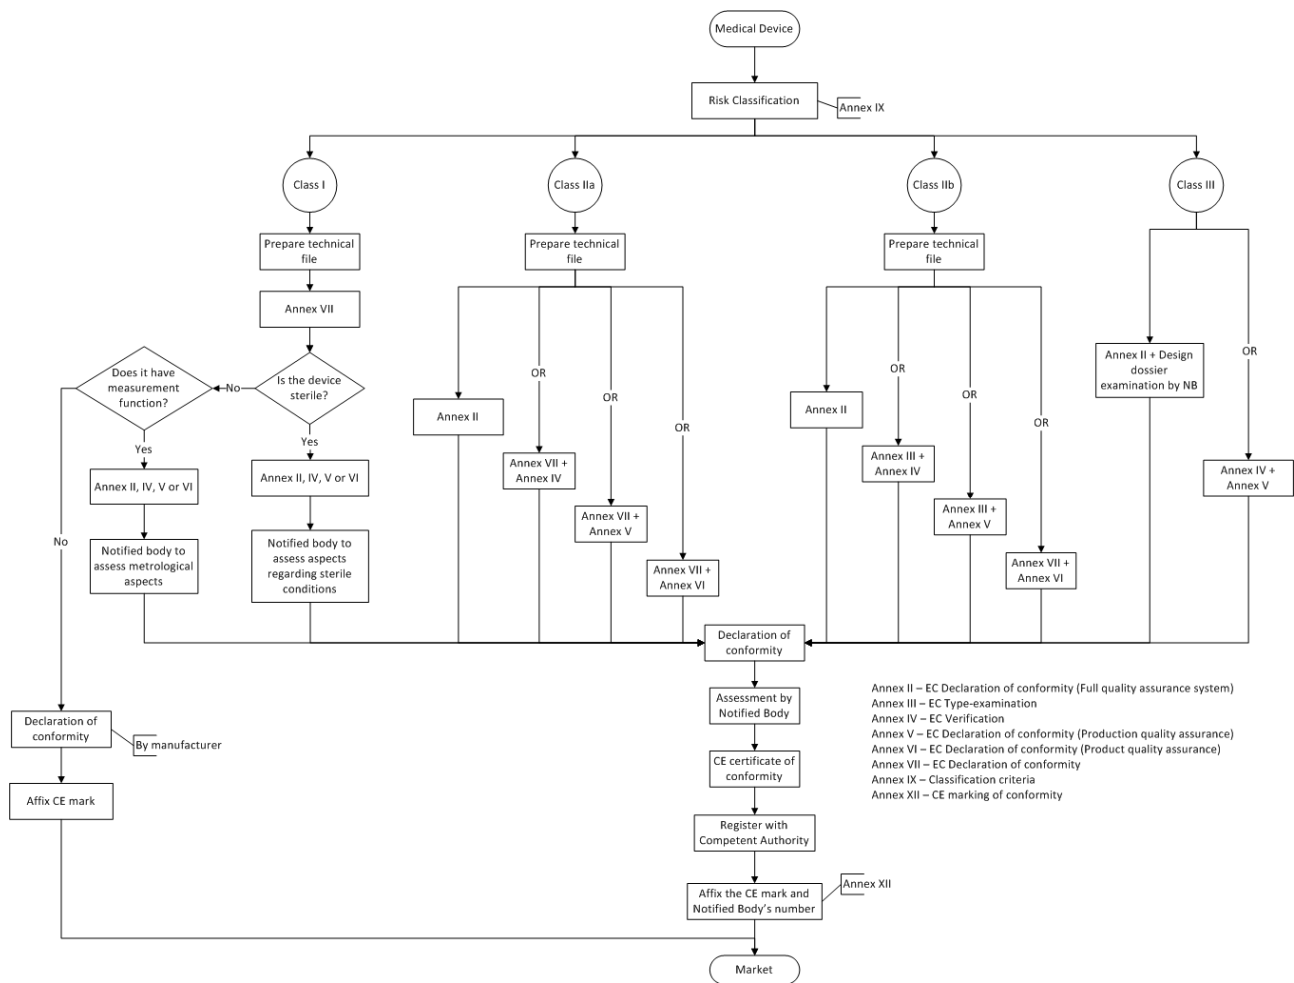 Medical Device
Risk Classification
Annex IX
Class I
Class IIa
Class IIb
Class III
Prepare technical
file
Prepare technical
file
Prepare technical
file
Annex VII
Does it have
measurement
function?
No
Is the device
sterile?
Annex II + Design
dossier
examination by NB
OR
OR
OR
OR
OR
OR
OR
Annex II
Annex II
Yes
Yes
Annex II, IV, V or VI
Annex II, IV, V or VI
Annex VII +
Annex IV
Annex III +
Annex IV
Annex IV +
Annex V
Annex VII +
Annex V
Annex III +
Annex V
No
Notified body to
assess metrological
aspects
Notified body to
assess aspects
regarding sterile
conditions
Annex VII +
Annex VI
Annex VII +
Annex VI
Declaration of
conformity
Assessment by
Notified Body
CE certificate of
conformity
Register with
Competent Authority
Affix the CE mark and
Notified Body's number
Annex XII
Declaration of
conformity
By manufacturer
Affix CE mark
Annex II – EC Declaration of conformity (Full quality assurance system)
Annex III – EC Type-examination
Annex IV – EC Verification
Annex V – EC Declaration of conformity (Production quality assurance)
Annex VI – EC Declaration of conformity (Product quality assurance)
Annex VII – EC Declaration of conformity
Annex IX – Classification criteria
Annex XII – CE marking of conformity
Market